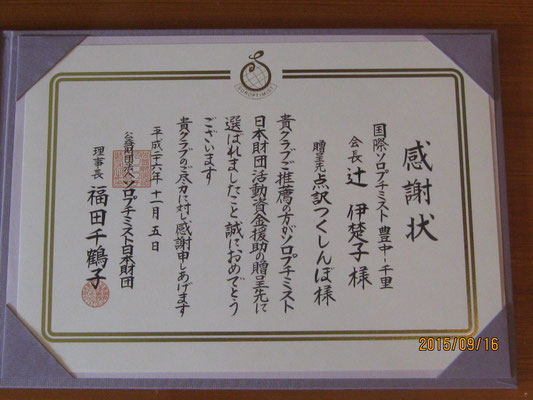 SOROPTIMIST
感謝状
国際ソロプチミスト豊中-千里
会長 辻 伊楚子 様
贈呈先 点訳つくしんぼ 様
貴クラブご推薦の方がソロプチミスト
日本財団活動資金援助の贈呈先に
選ばれましたこと誠におめでとう
ございます
貴クラブのご尽力に対し感謝申しあげます
平成二十六年 十一月 五日
公益財団法人ソロプチミスト日本財団
理事長 福田千鶴子
2015/09/16